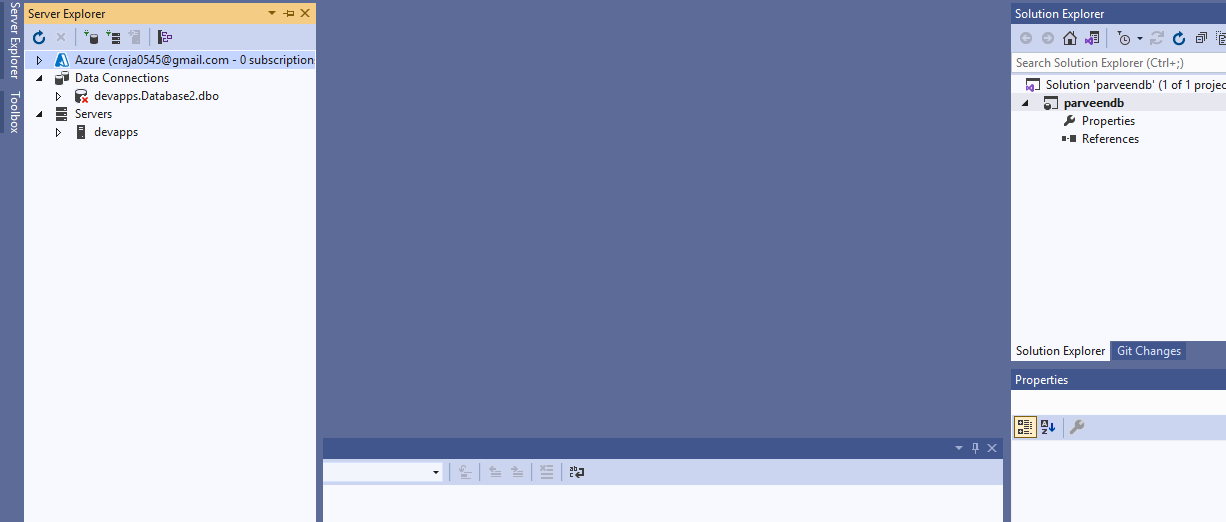 Server Explorer
Toolbox
Server Explorer
Azure (craja0545@gmail.com - 0 subscription
Data Connections
devapps.Database2.dbo
Servers
devapps
Solution Explorer
Search Solution Explorer (Ctrl+;)
Solution 'parveendb' (1 of 1 projec
parveendb
Properties
References
Solution Explorer Git Changes
Properties